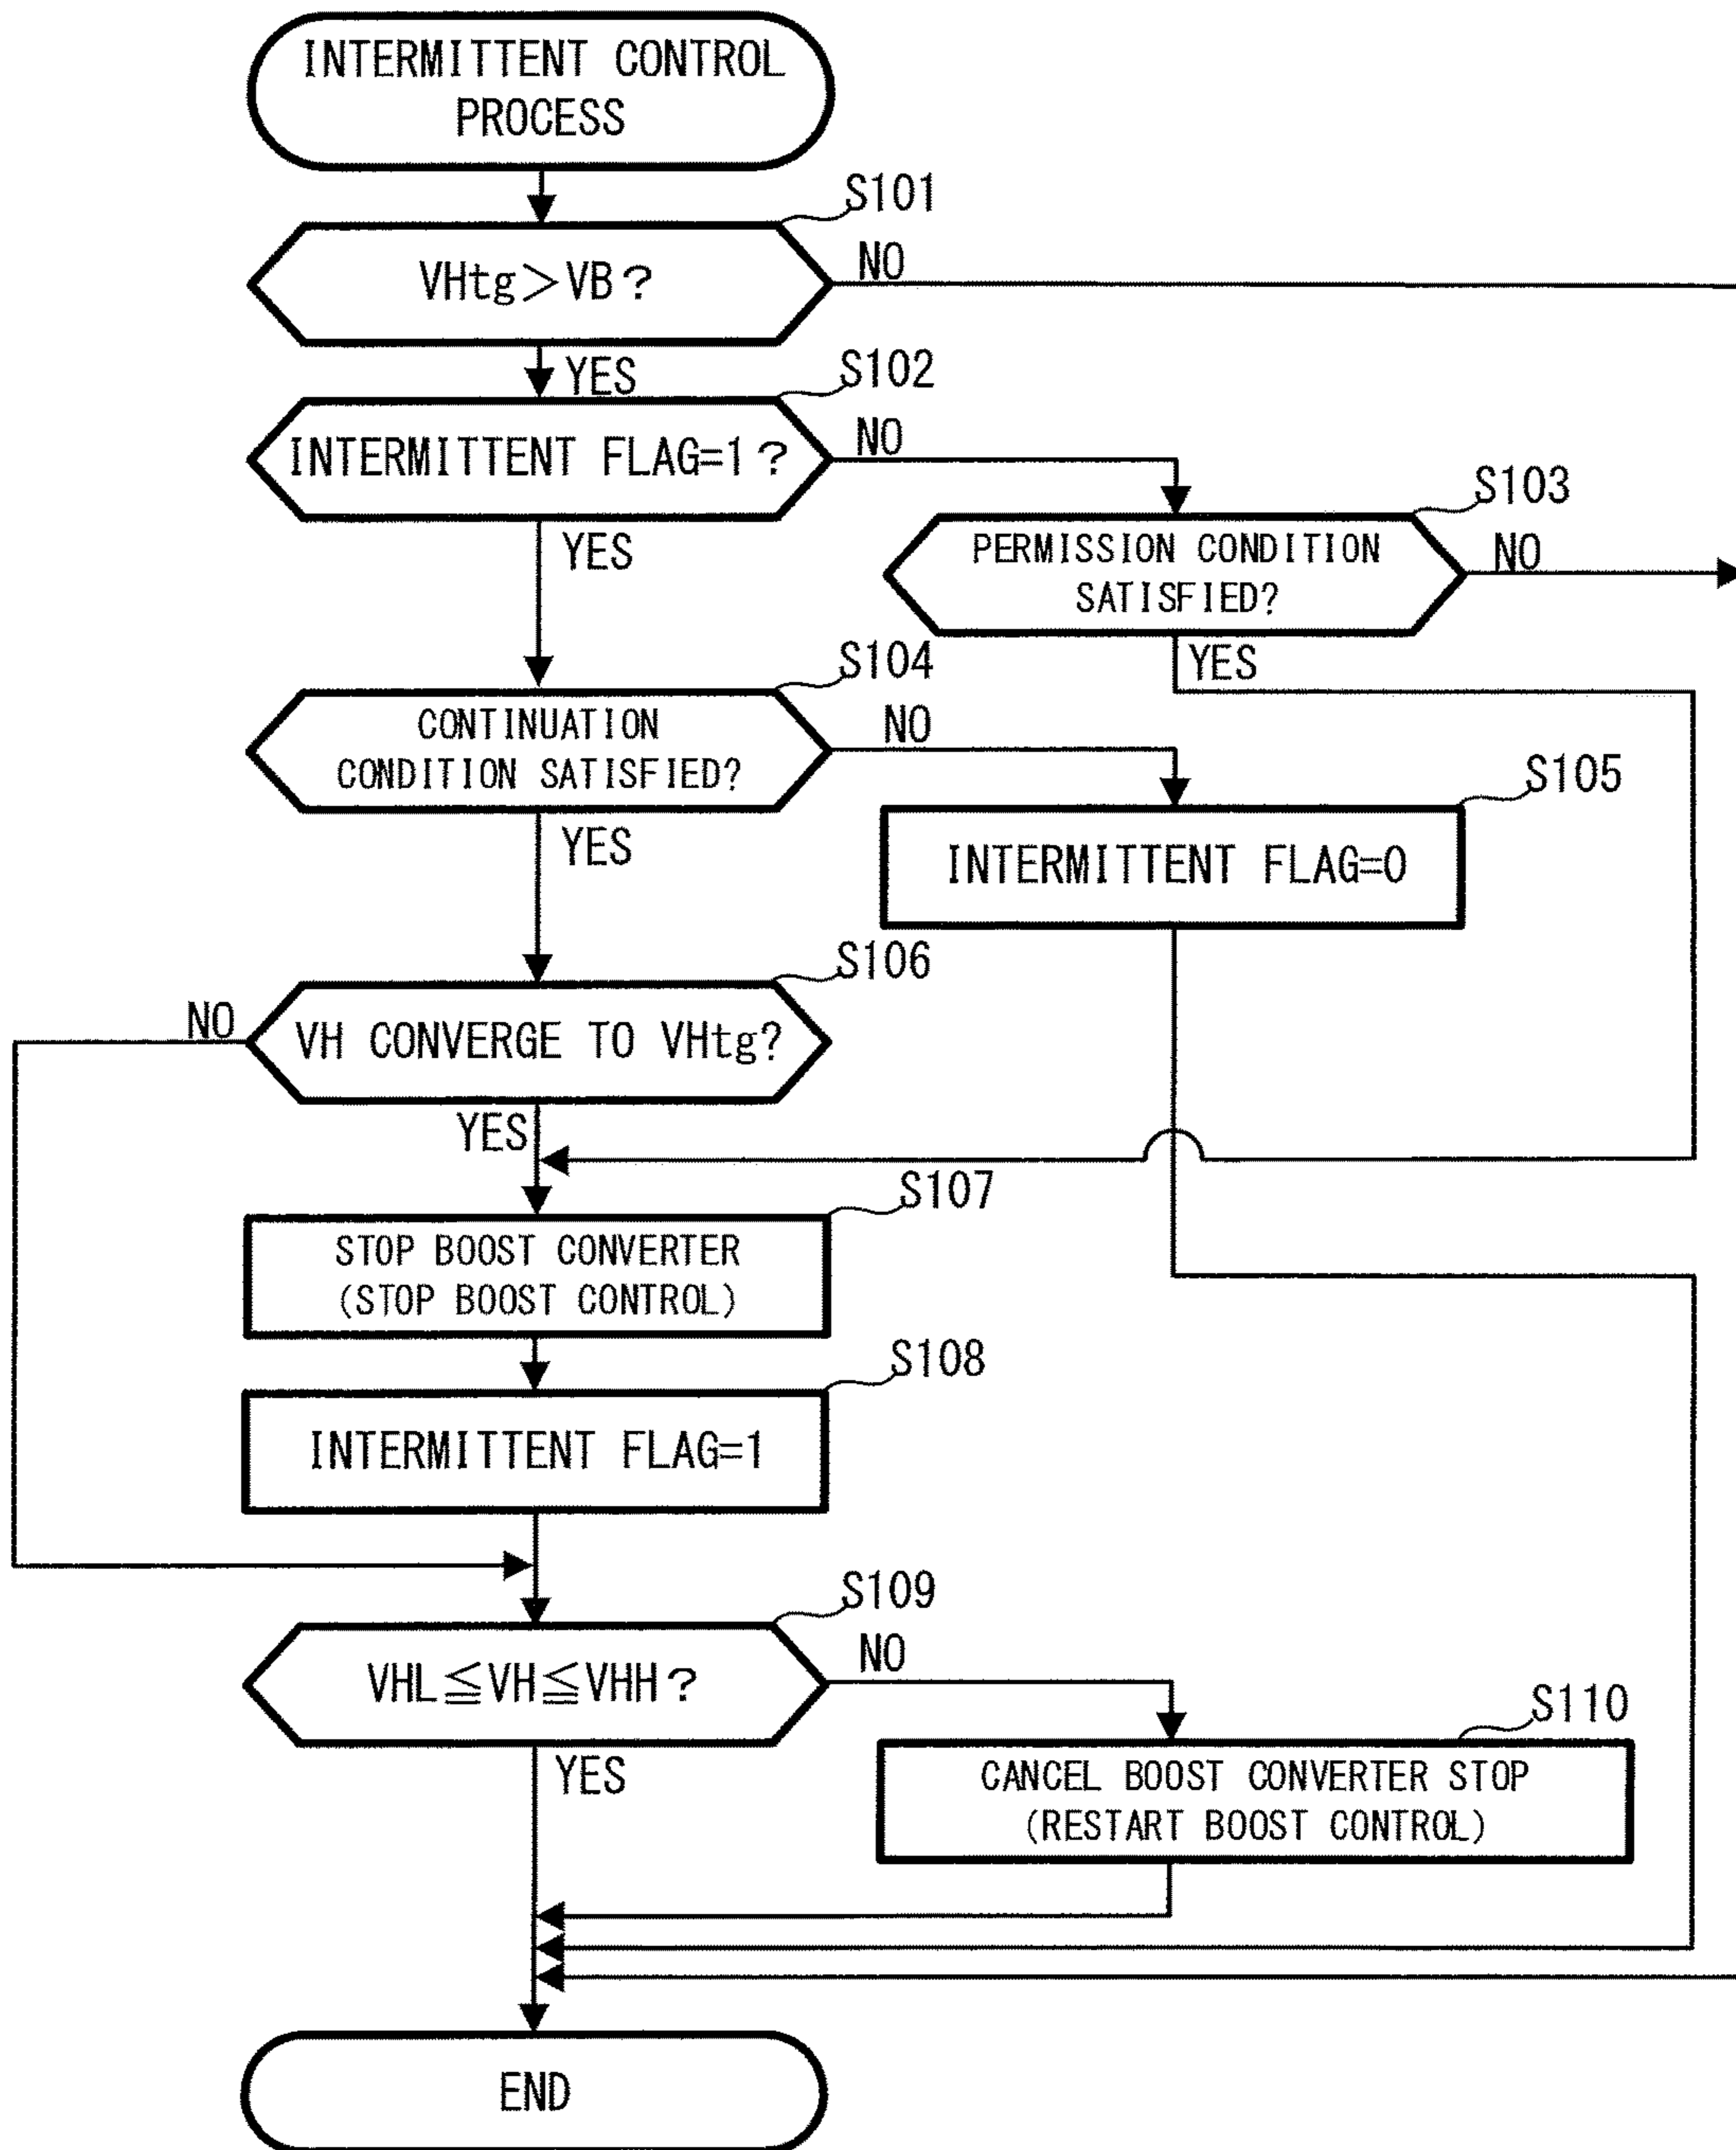 INTERMITTENT CONTROL
PROCESS
S101
VHtg>VB?
NO
YES
S102
INTERMITTENT FLAG=1?
NO
YES
S103
PERMISSION CONDITION
SATISFIED?
NO
YES
S104
CONTINUATION
CONDITION SATISFIED?
NO
YES
S105
INTERMITTENT FLAG=0
S106
NO
VH CONVERGE TO VHtg?
YES
S107
STOP BOOST CONVERTER
(STOP BOOST CONTROL)
S108
INTERMITTENT FLAG=1
S109
VHL≦VH≦VHH?
NO
YES
S110
CANCEL BOOST CONVERTER STOP
(RESTART BOOST CONTROL)
END